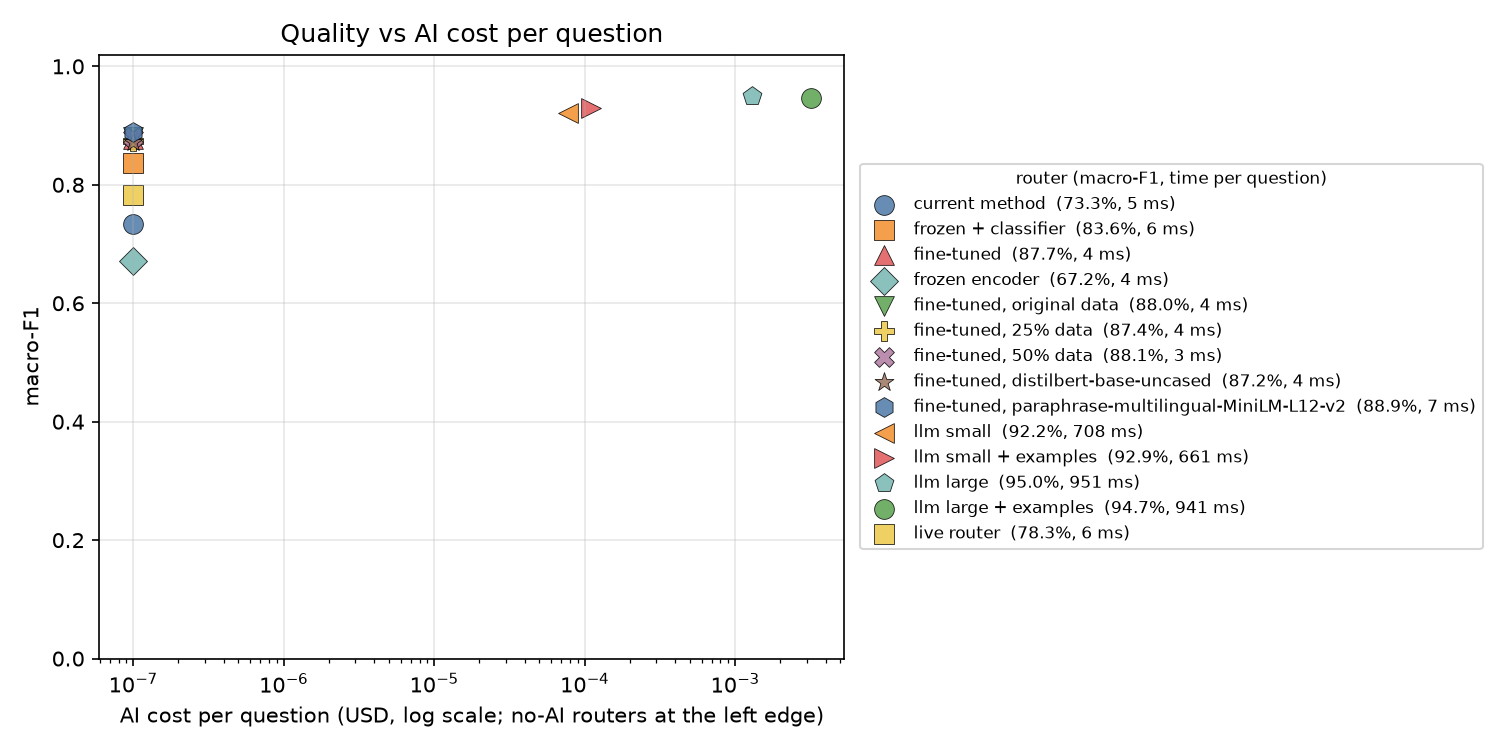 Quality vs AI cost per question
1.0
0.8
0.6
0.4
0.2
0.0
macro-F1
10⁻⁷ 10⁻⁶ 10⁻⁵ 10⁻⁴ 10⁻³
AI cost per question (USD, log scale; no-AI routers at the left edge)
router (macro-F1, time per question)
current method (73.3%, 5 ms)
frozen + classifier (83.6%, 6 ms)
fine-tuned (87.7%, 4 ms)
frozen encoder (67.2%, 4 ms)
fine-tuned, original data (88.0%, 4 ms)
fine-tuned, 25% data (87.4%, 4 ms)
fine-tuned, 50% data (88.1%, 3 ms)
fine-tuned, distilbert-base-uncased (87.2%, 4 ms)
fine-tuned, paraphrase-multilingual-MiniLM-L12-v2 (88.9%, 7 ms)
llm small (92.2%, 708 ms)
llm small + examples (92.9%, 661 ms)
llm large (95.0%, 951 ms)
llm large + examples (94.7%, 941 ms)
live router (78.3%, 6 ms)